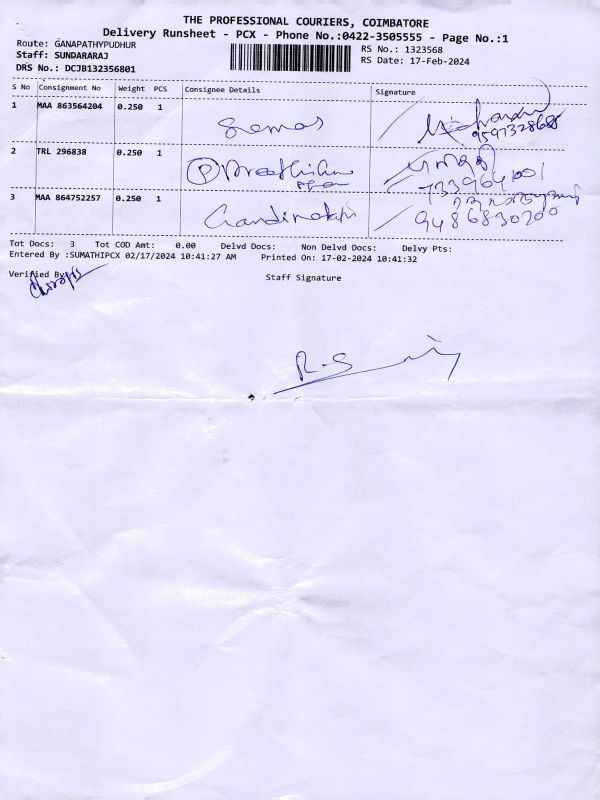 THE PROFESSIONAL COURIERS, COIMBATORE
Delivery Runsheet - PCX - Phone No.:0422-3505555 - Page No.:1
Route: GANAPATHYPUDHUR RS No.: 1323568
Staff: SUNDARARAJ RS Date: 17-Feb-2024
DRS No.: DCJB132356801
S No Consignment No Weight PCS Consignee Details Signature
1 MAA 863564204 0.250 1
9597328685
2 TRL 296838 0.250 1
7339641001
3 MAA 864752257 0.250 1
9486830200
Tot Docs: 3 Tot COD Amt: 0.00 Delvd Docs: Non Delvd Docs: Delvy Pts:
Entered By :SUMATHIPCX 02/17/2024 10:41:27 AM Printed On: 17-02-2024 10:41:32
Verified By Staff Signature